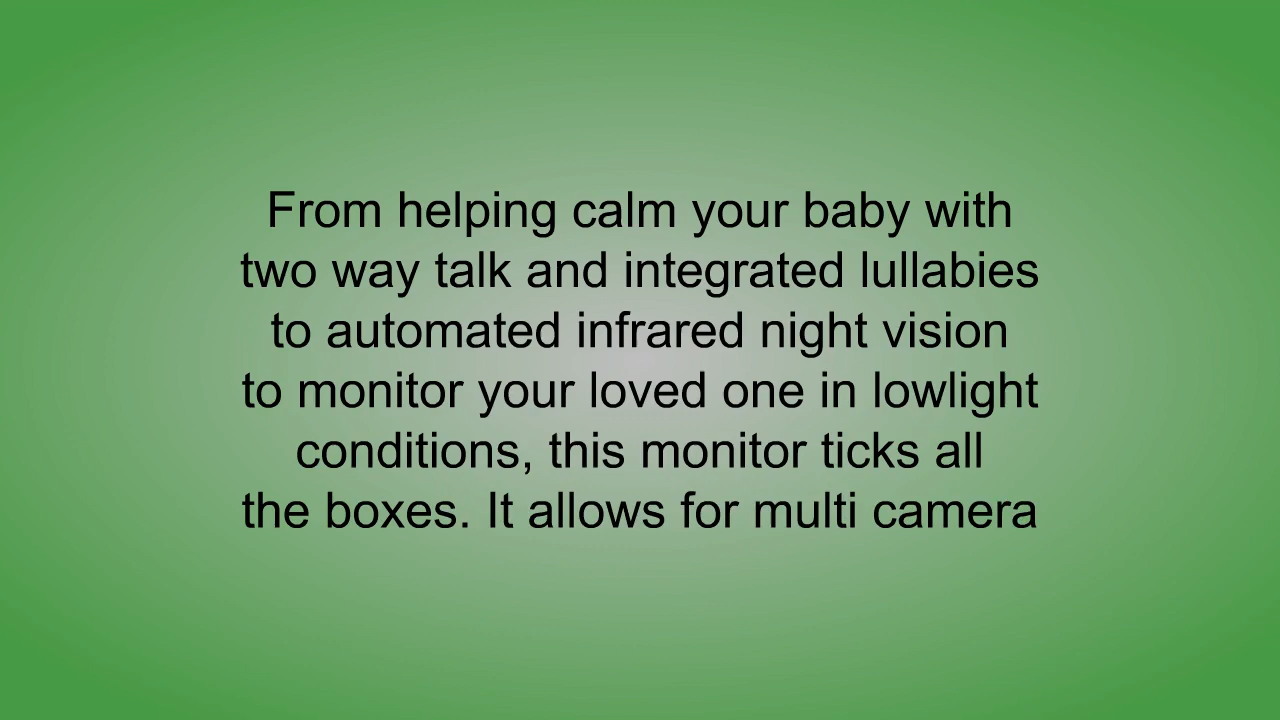 From helping calm your baby with
two way talk and integrated lullabies
to automated infrared night vision
to monitor your loved one in lowlight
conditions, this monitor ticks all
the boxes. It allows for multi camera